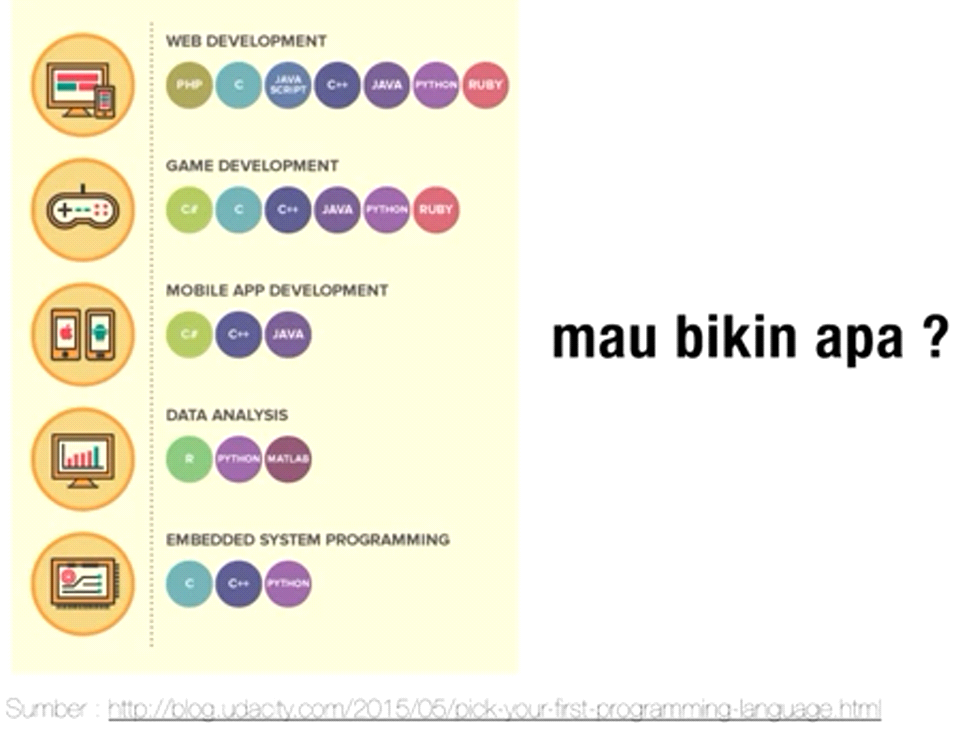 WEB DEVELOPMENT
PHP C JAVA SCRIPT C++ JAVA PYTHON RUBY
GAME DEVELOPMENT
C# C C++ JAVA PYTHON RUBY
MOBILE APP DEVELOPMENT
C# C++ JAVA
mau bikin apa ?
DATA ANALYSIS
R PYTHON MATLAB
EMBEDDED SYSTEM PROGRAMMING
C C++ PYTHON
Sumber : http://blog.udacity.com/2015/05/pick-your-first-programming-language.html